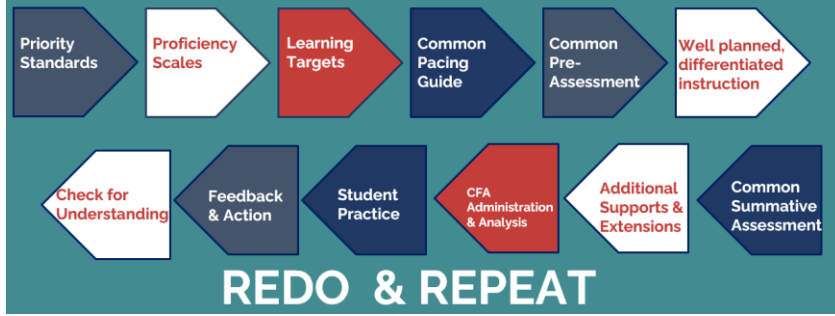 Priority
Standards
Proficiency
Scales
Learning
Targets
Common
Pacing
Guide
Common
Pre-
Assessment
Well planned,
differentiated
instruction
Check for
Understanding
Feedback
& Action
Student
Practice
CFA
Administration
& Analysis
Additional
Supports &
Extensions
Common
Summative
Assessment
REDO & REPEAT